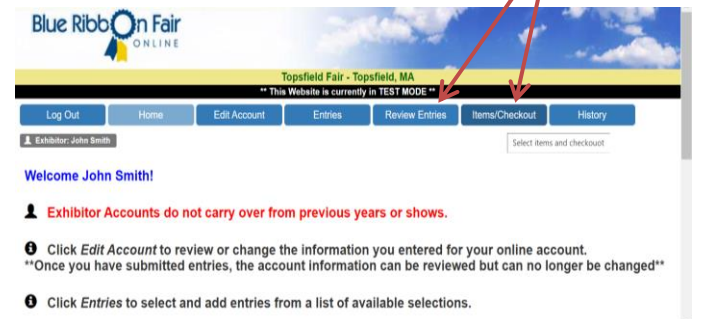 Blue Ribb On Fair
ONLINE
Topsfield Fair - Topsfield, MA
** This Website is currently in TEST MODE **
Log Out Home Edit Account Entries Review Entries Items/Checkout History
Exhibitor: John Smith
Select items and checkouot
Welcome John Smith!
Exhibitor Accounts do not carry over from previous years or shows.
Click Edit Account to review or change the information you entered for your online account.
**Once you have submitted entries, the account information can be reviewed but can no longer be changed**
Click Entries to select and add entries from a list of available selections.